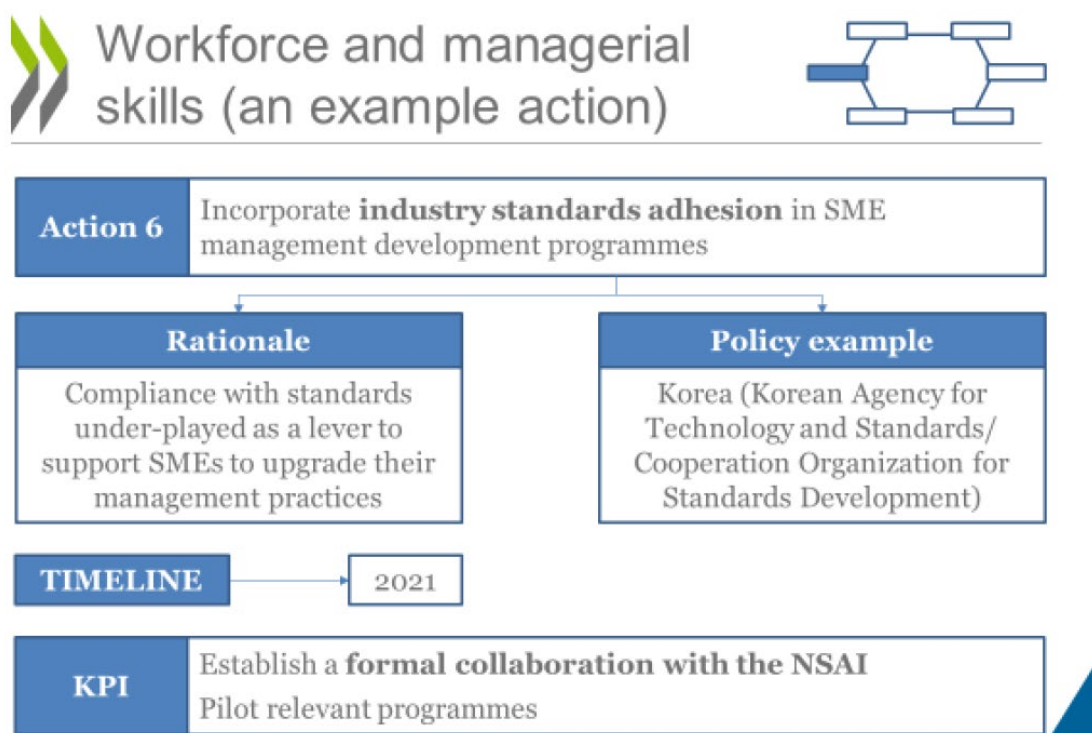 Workforce and managerial
skills (an example action)
Action 6
Incorporate industry standards adhesion in SME
management development programmes
Rationale
Compliance with standards
under-played as a lever to
support SMEs to upgrade their
management practices
Policy example
Korea (Korean Agency for
Technology and Standards/
Cooperation Organization for
Standards Development)
TIMELINE
2021
KPI
Establish a formal collaboration with the NSAI
Pilot relevant programmes